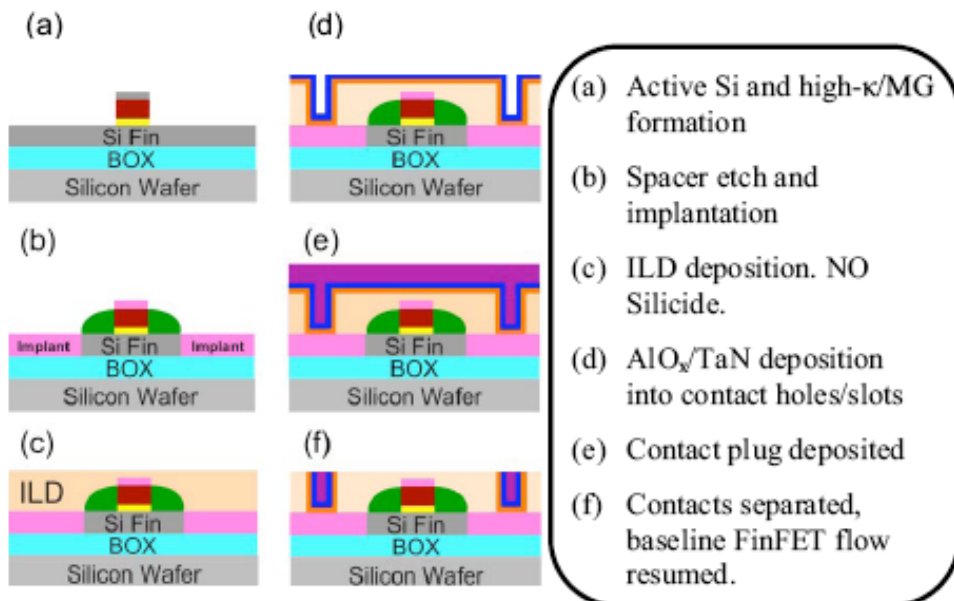 (a)
Si Fin
BOX
Silicon Wafer
(b)
Implant
Si Fin
Implant
BOX
Silicon Wafer
(c)
ILD
Si Fin
BOX
Silicon Wafer
(d)
Si Fin
BOX
Silicon Wafer
(e)
Si Fin
BOX
Silicon Wafer
(f)
Si Fin
BOX
Silicon Wafer
(a) Active Si and high-κ/MG
formation
(b) Spacer etch and
implantation
(c) ILD deposition. NO
Silicide.
(d) AlOₓ/TaN deposition
into contact holes/slots
(e) Contact plug deposited
(f) Contacts separated,
baseline FinFET flow
resumed.